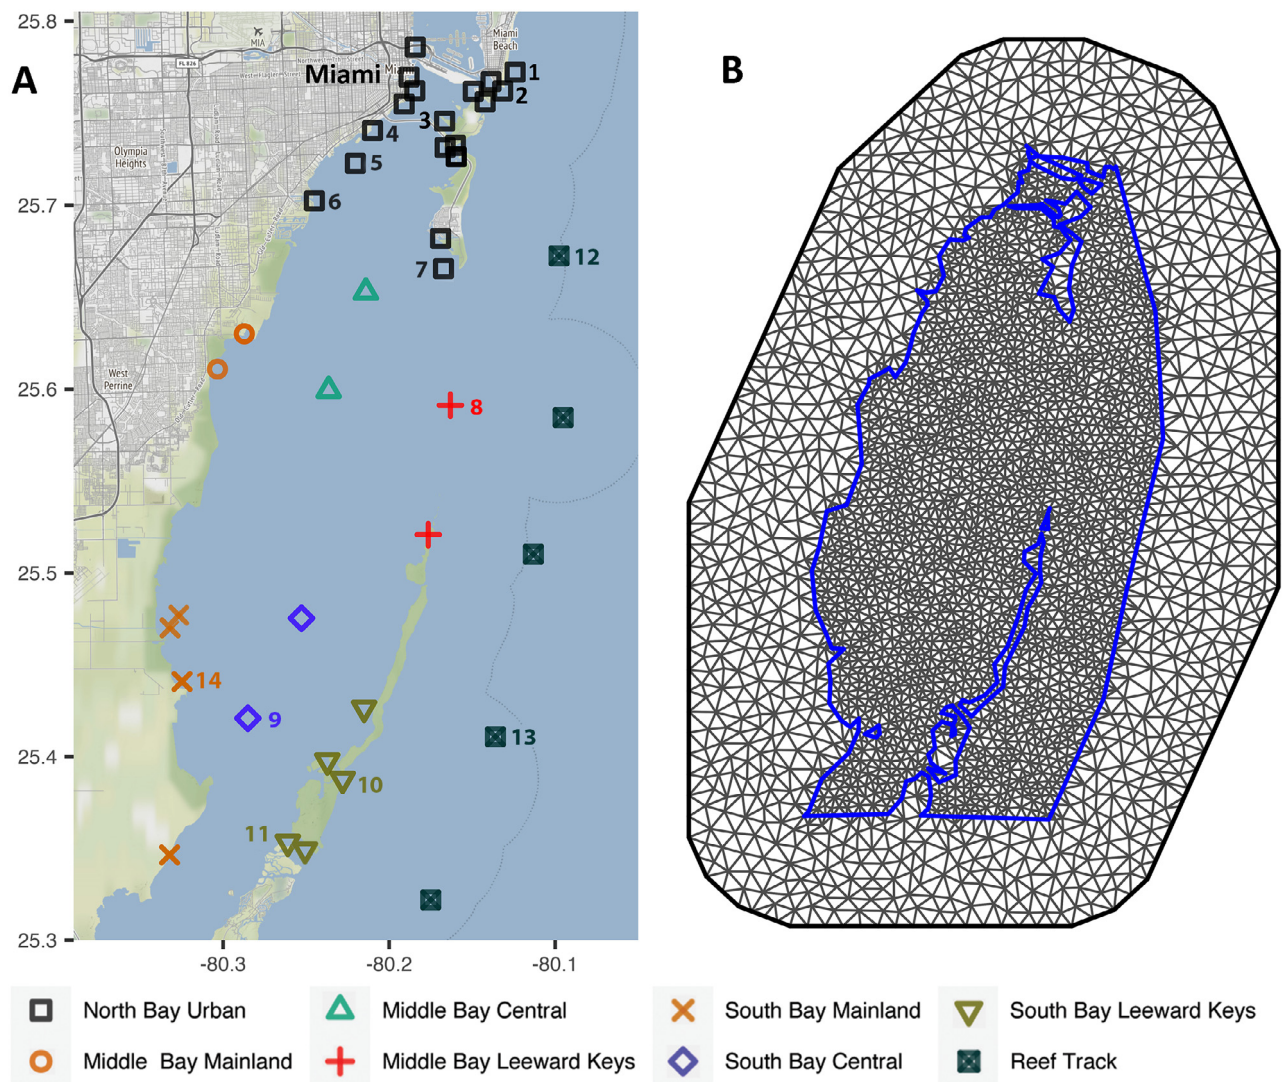 25.8
25.7
25.6
25.5
25.4
25.3
-80.3
-80.2
-80.1
A
B
MIA
FL 826
Miami
Miami
Beach
Olympia
Heights
West
Perrine
1
2
3
4
5
6
7
8
9
10
11
12
13
14
North Bay Urban
Middle Bay Central
South Bay Mainland
South Bay Leeward Keys
Middle Bay Mainland
Middle Bay Leeward Keys
South Bay Central
Reef Track